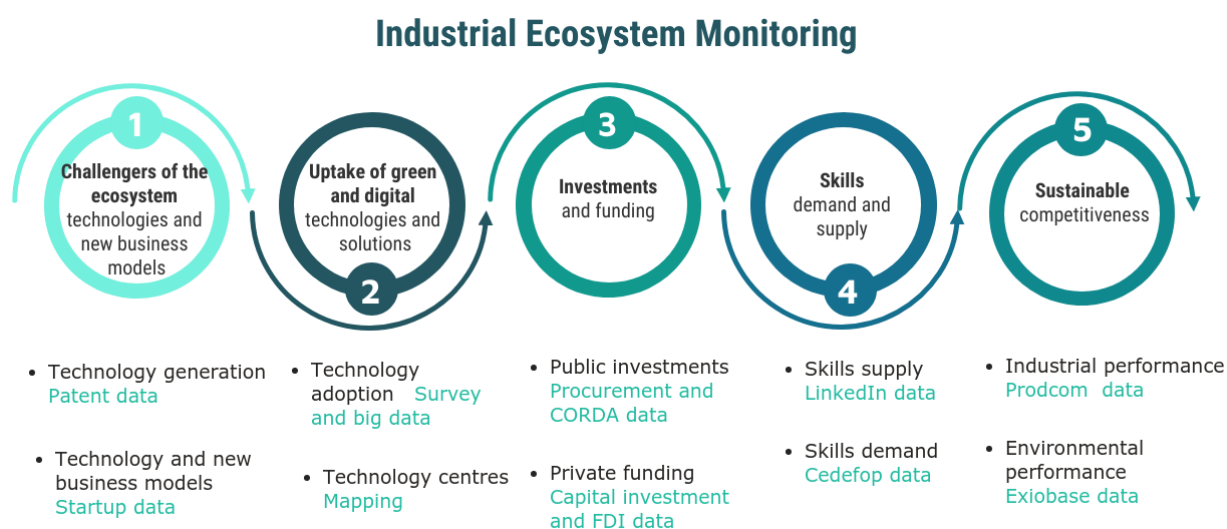 Industrial Ecosystem Monitoring
1
Challengers of the
ecosystem
technologies and
new business
models
2
Uptake of green
and digital
technologies and
solutions
3
Investments
and funding
4
Skills
demand and
supply
5
Sustainable
competitiveness
• Technology generation
Patent data
• Technology and new
business models
Startup data
• Technology
adoption Survey
and big data
• Technology centres
Mapping
• Public investments
Procurement and
CORDA data
• Private funding
Capital investment
and FDI data
• Skills supply
LinkedIn data
• Skills demand
Cedefop data
• Industrial performance
Prodcom data
• Environmental
performance
Exiobase data